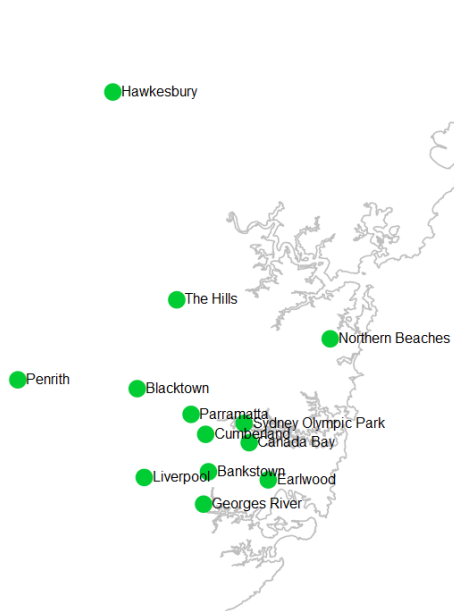 Hawkesbury
The Hills
Northern Beaches
Penrith
Blacktown
Parramatta
Sydney Olympic Park
Cumberland
Canada Bay
Bankstown
Liverpool
Earlwood
Georges River